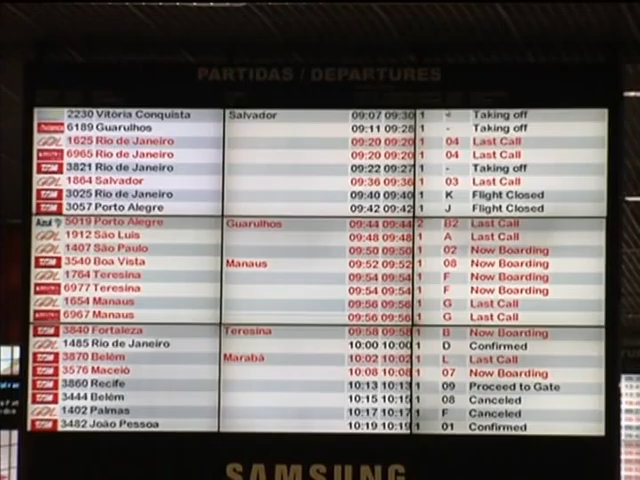 PARTIDAS / DEPARTURES
2230 Vitória Conquista Salvador 09:07 09:30 1 Taking off
6189 Guarulhos 09:11 09:28 1 - Taking off
GOL 1625 Rio de Janeiro 09:20 09:20 1 04 Last Call
6965 Rio de Janeiro 09:20 09:20 1 04 Last Call
3821 Rio de Janeiro 09:22 09:27 1 - Taking off
GOL 1864 Salvador 09:36 09:36 1 03 Last Call
3025 Rio de Janeiro 09:40 09:40 1 K Flight Closed
3057 Porto Alegre 09:42 09:42 1 J Flight Closed
Azul 5019 Porto Alegre Guarulhos 09:44 09:44 2 B2 Last Call
GOL 1912 São Luis 09:48 09:48 1 A Last Call
GOL 1407 São Paulo 09:50 09:50 1 02 Now Boarding
3540 Boa Vista Manaus 09:52 09:52 1 08 Now Boarding
GOL 1764 Teresina 09:54 09:54 1 F Now Boarding
6977 Teresina 09:54 09:54 1 F Now Boarding
GOL 1654 Manaus 09:56 09:56 1 G Last Call
6967 Manaus 09:56 09:56 1 G Last Call
3840 Fortaleza Teresina 09:58 09:58 1 B Now Boarding
GOL 1485 Rio de Janeiro 10:00 10:00 1 D Confirmed
3870 Belém Marabá 10:02 10:02 1 L Last Call
3576 Maceió 10:08 10:08 1 07 Now Boarding
3860 Recife 10:13 10:13 1 09 Proceed to Gate
3444 Belém 10:15 10:15 1 08 Canceled
GOL 1402 Palmas 10:17 10:17 1 F Canceled
3482 João Pessoa 10:19 10:19 1 01 Confirmed
SAMSUNG